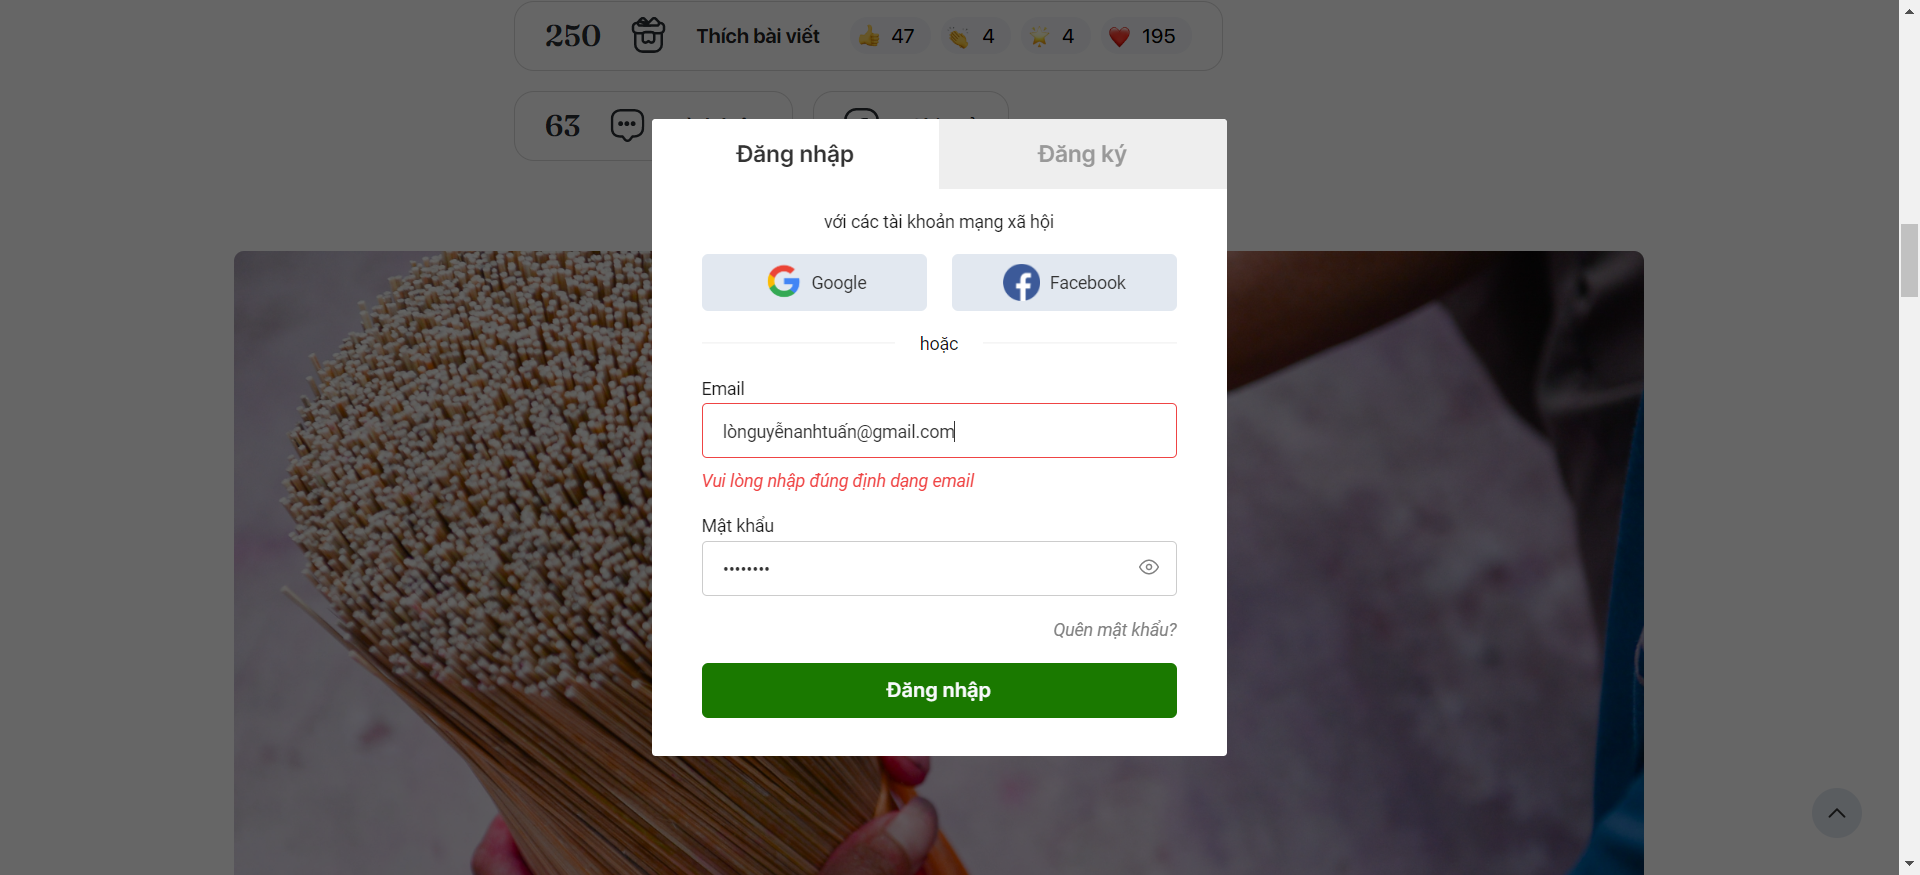 250 Thích bài viết 47 4 4 195
63
Đăng nhập Đăng ký
với các tài khoản mạng xã hội
Google Facebook
hoặc
Email
lònguyễnanhtuấn@gmail.com
Vui lòng nhập đúng định dạng email
Mật khẩu
••••••••
Quên mật khẩu?
Đăng nhập